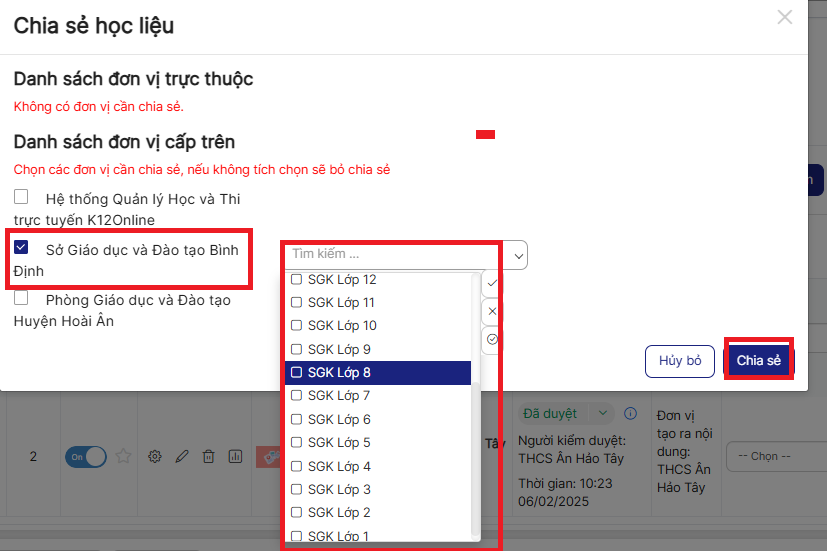 Chia sẻ học liệu
Danh sách đơn vị trực thuộc
Không có đơn vị cần chia sẻ.
Danh sách đơn vị cấp trên
Chọn các đơn vị cần chia sẻ, nếu không tích chọn sẽ bỏ chia sẻ
Hệ thống Quản lý Học và Thi
trực tuyến K12Online
Sở Giáo dục và Đào tạo Bình
Định
Phòng Giáo dục và Đào tạo
Huyện Hoài Ân
Tìm kiếm ...
SGK Lớp 12
SGK Lớp 11
SGK Lớp 10
SGK Lớp 9
SGK Lớp 8
SGK Lớp 7
SGK Lớp 6
SGK Lớp 5
SGK Lớp 4
SGK Lớp 3
SGK Lớp 2
SGK Lớp 1
Hủy bỏ
Chia sẻ
2
On
Tây
Đã duyệt
Người kiểm duyệt:
THCS Ân Hảo Tây
Thời gian: 10:23
06/02/2025
Đơn vị
tạo ra nội
dung:
THCS Ân
Hảo Tây
-- Chọn --